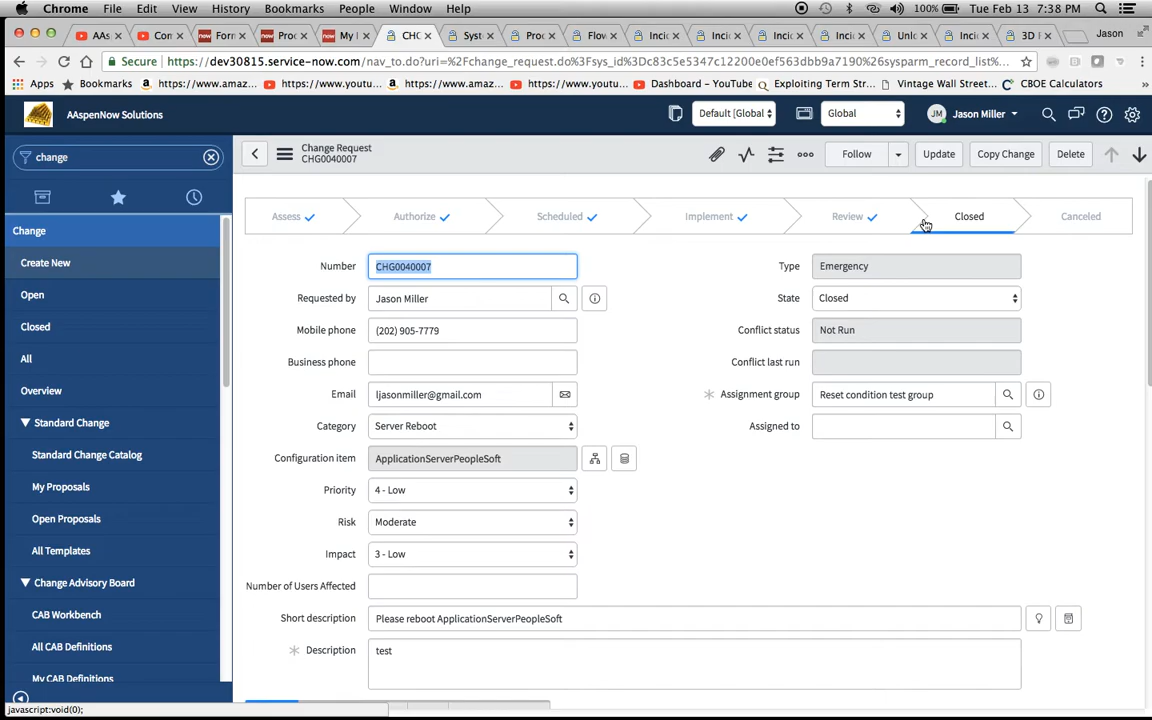 Chrome File Edit View History Bookmarks People Window Help 100% Tue Feb 13 7:38 PM
AAs Con Forr Proc My CHC Syste Pro Flov Incic Inci Incic Incic Unlo Incic 3D Jason
Secure https://dev30815.service-now.com/nav_to.do?uri=%2Fchange_request.do%3Fsys_id%3Dc83c5e5347c12200e0ef563dbb9a7190%26sysparm_record_list%...
Apps Bookmarks https://www.amaz... https://www.youtu... https://www.amaz... https://www.youtu... Dashboard – YouTube Exploiting Term Str... Vintage Wall Street... CBOE Calculators »
AAspenNow Solutions Default [Global Global Jason Miller
change
Change Request
CHG0040007
Follow Update Copy Change Delete
Assess Authorize Scheduled Implement Review Closed Canceled
Change
Create New
Open
Closed
All
Overview
Standard Change
Standard Change Catalog
My Proposals
Open Proposals
All Templates
Change Advisory Board
CAB Workbench
All CAB Definitions
My CAB Definitions
Number CHG0040007
Requested by Jason Miller
Mobile phone (202) 905-7779
Business phone
Email ljasonmiller@gmail.com
Category Server Reboot
Configuration item ApplicationServerPeopleSoft
Priority 4 - Low
Risk Moderate
Impact 3 - Low
Number of Users Affected
Type Emergency
State Closed
Conflict status Not Run
Conflict last run
Assignment group Reset condition test group
Assigned to
Short description Please reboot ApplicationServerPeopleSoft
Description test
javascript:void(0);